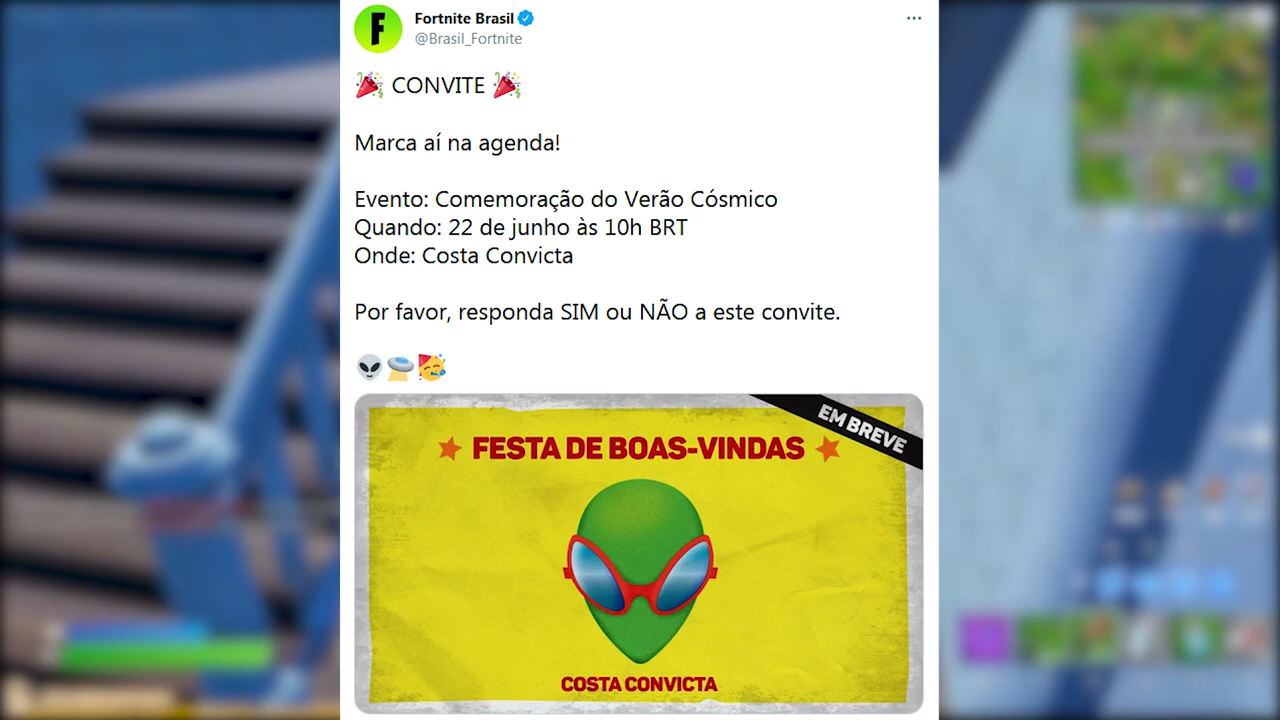 Fortnite Brasil
@Brasil_Fortnite
🎉 CONVITE 🎉
Marca aí na agenda!
Evento: Comemoração do Verão Cósmico
Quando: 22 de junho às 10h BRT
Onde: Costa Convicta
Por favor, responda SIM ou NÃO a este convite.
👽🛸🥳
EM BREVE
FESTA DE BOAS-VINDAS
COSTA CONVICTA